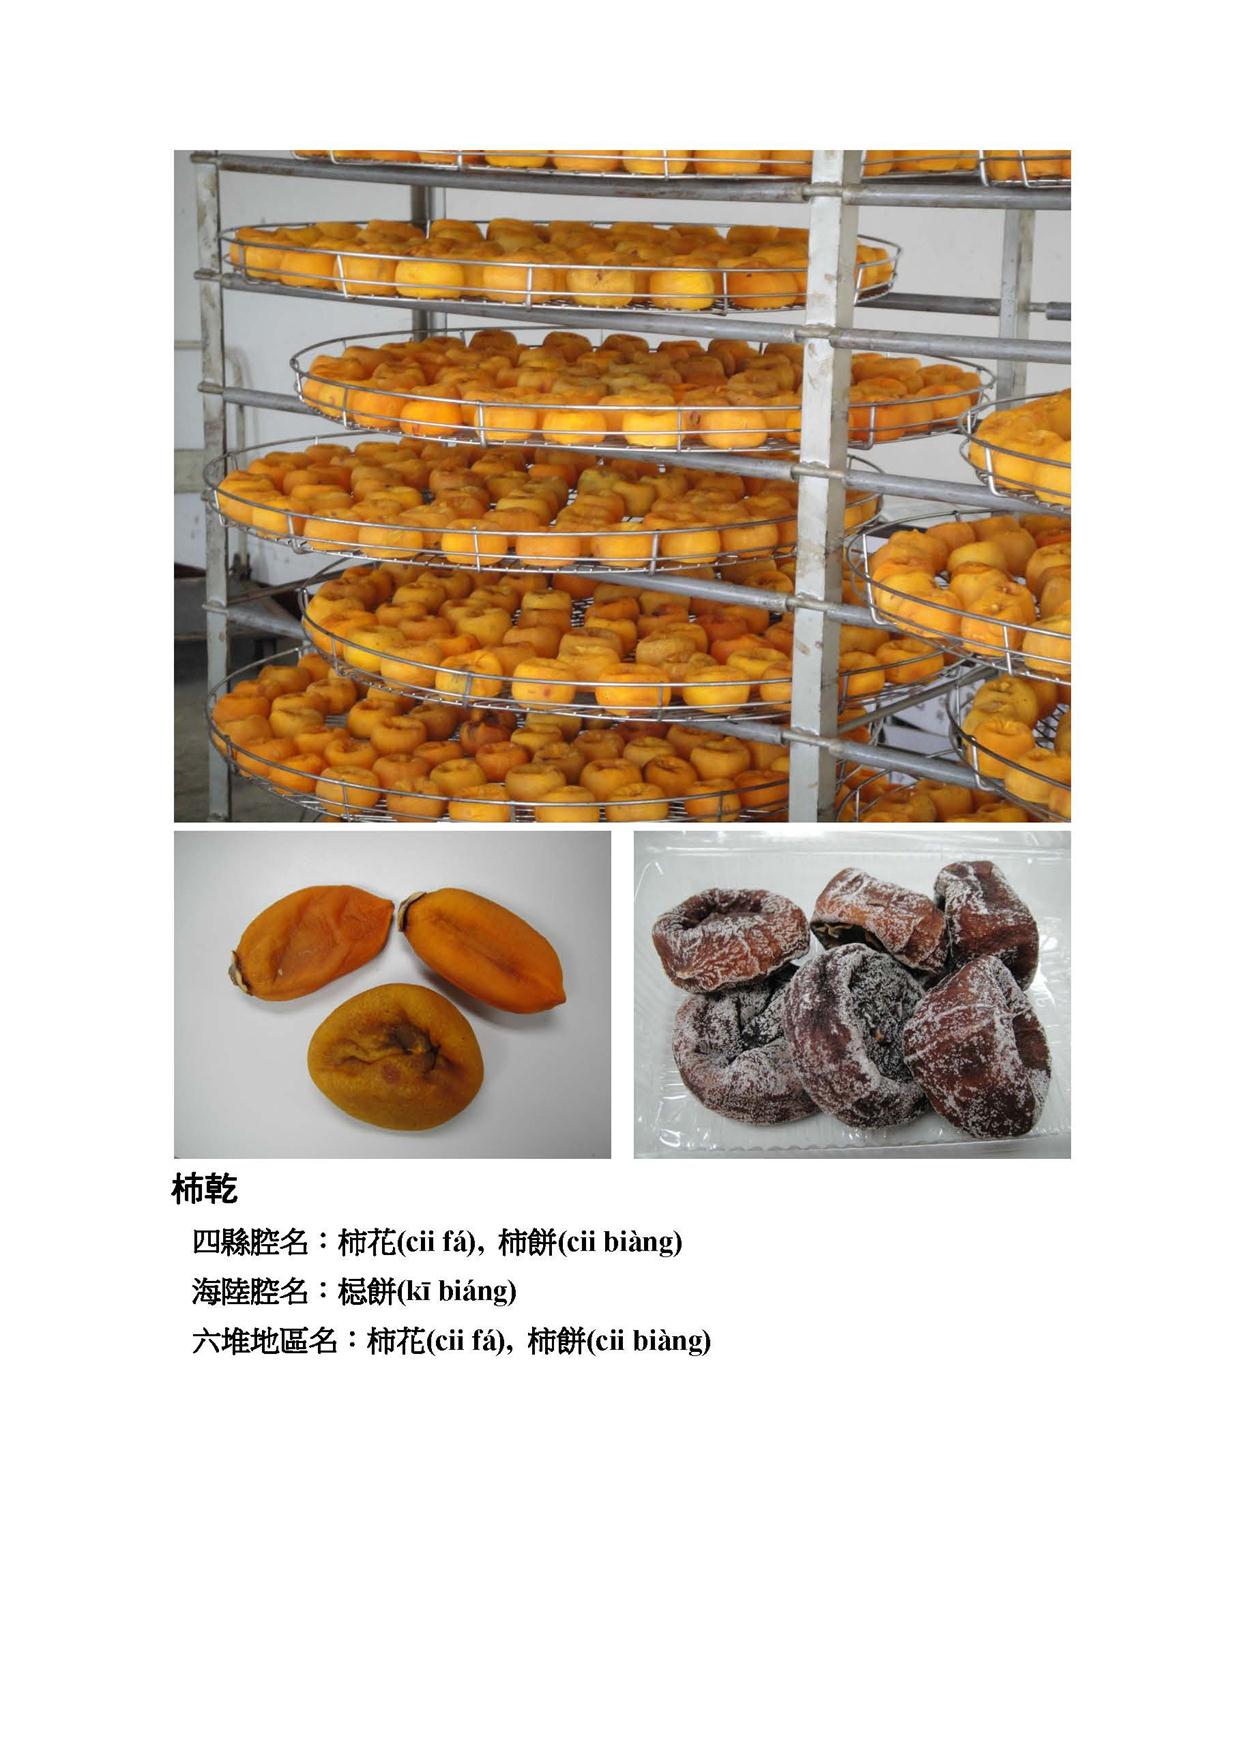 柿乾
四縣腔名：柿花(cii fá), 柿餅(cii biàng)
海陸腔名：梞餅(kī biáng)
六堆地區名：柿花(cii fá), 柿餅(cii biàng)